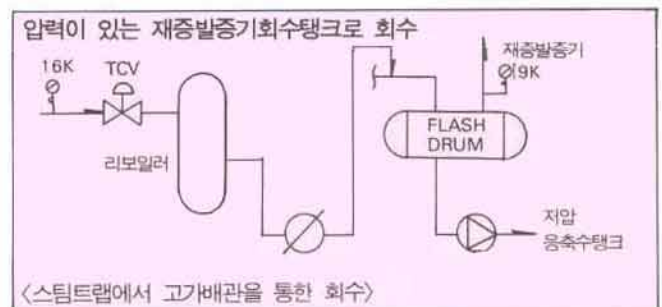 압력이 있는 재증발증기회수탱크로 회수
16K
TCV
재증발증기
9K
FLASH
DRUM
리보일러
저압
응축수탱크
〈스팀트랩에서 고가배관을 통한 회수〉